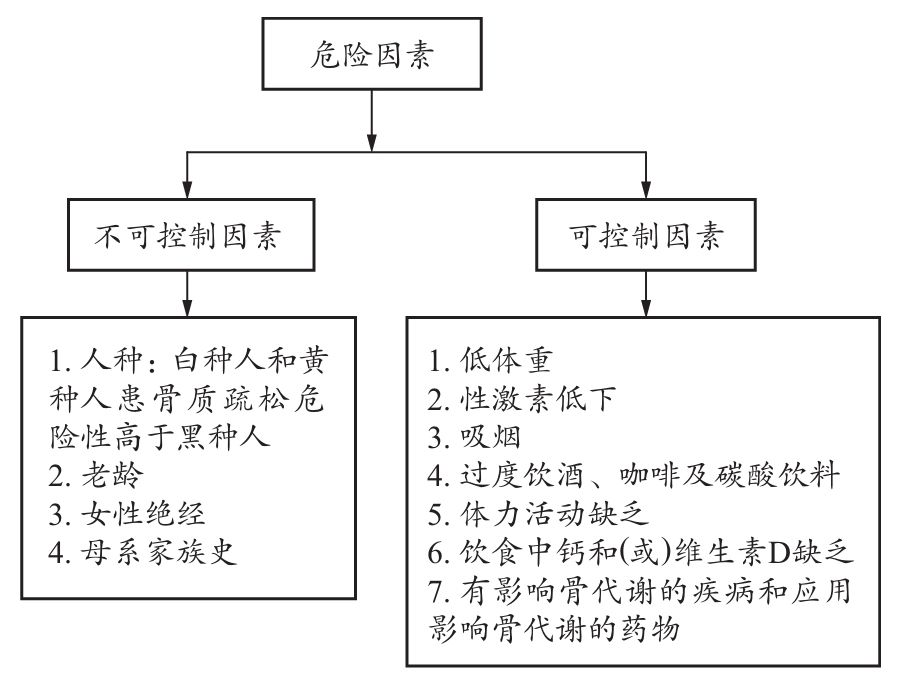 危险因素
不可控制因素
可控制因素
1. 人种：白种人和黄
种人患骨质疏松危
险性高于黑种人
2. 老龄
3. 女性绝经
4. 母系家族史
1. 低体重
2. 性激素低下
3. 吸烟
4. 过度饮酒、咖啡及碳酸饮料
5. 体力活动缺乏
6. 饮食中钙和(或)维生素D缺乏
7. 有影响骨代谢的疾病和应用
影响骨代谢的药物